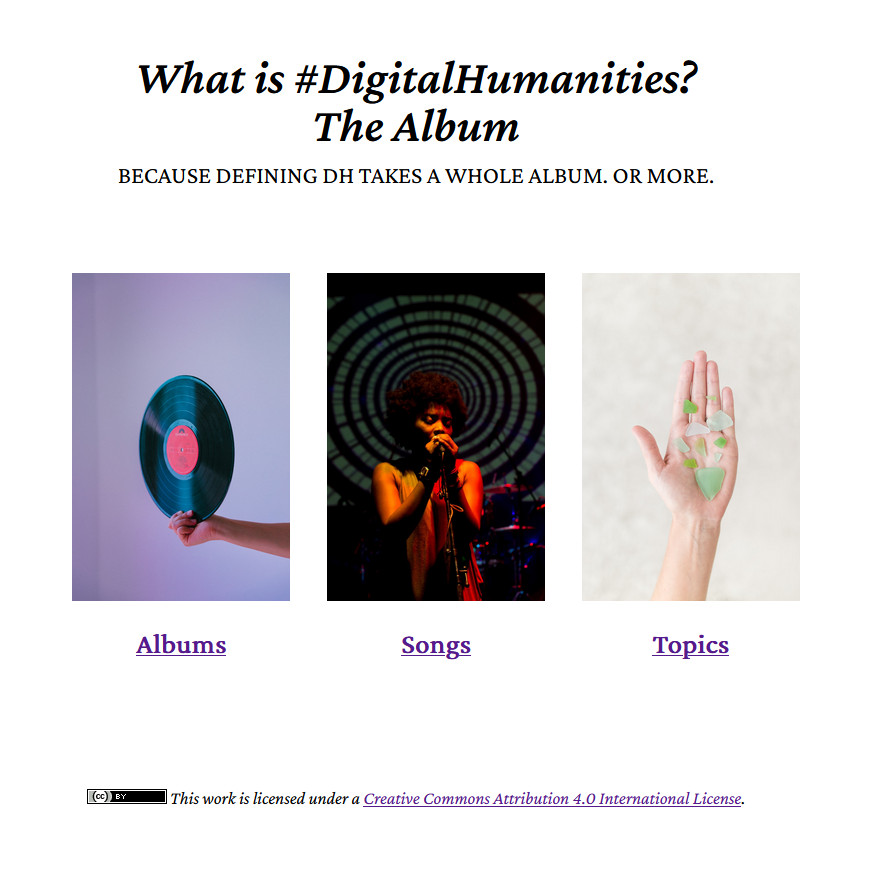 What is #DigitalHumanities?
The Album
BECAUSE DEFINING DH TAKES A WHOLE ALBUM. OR MORE.
Albums
Songs
Topics
(cc) BY This work is licensed under a Creative Commons Attribution 4.0 International License.